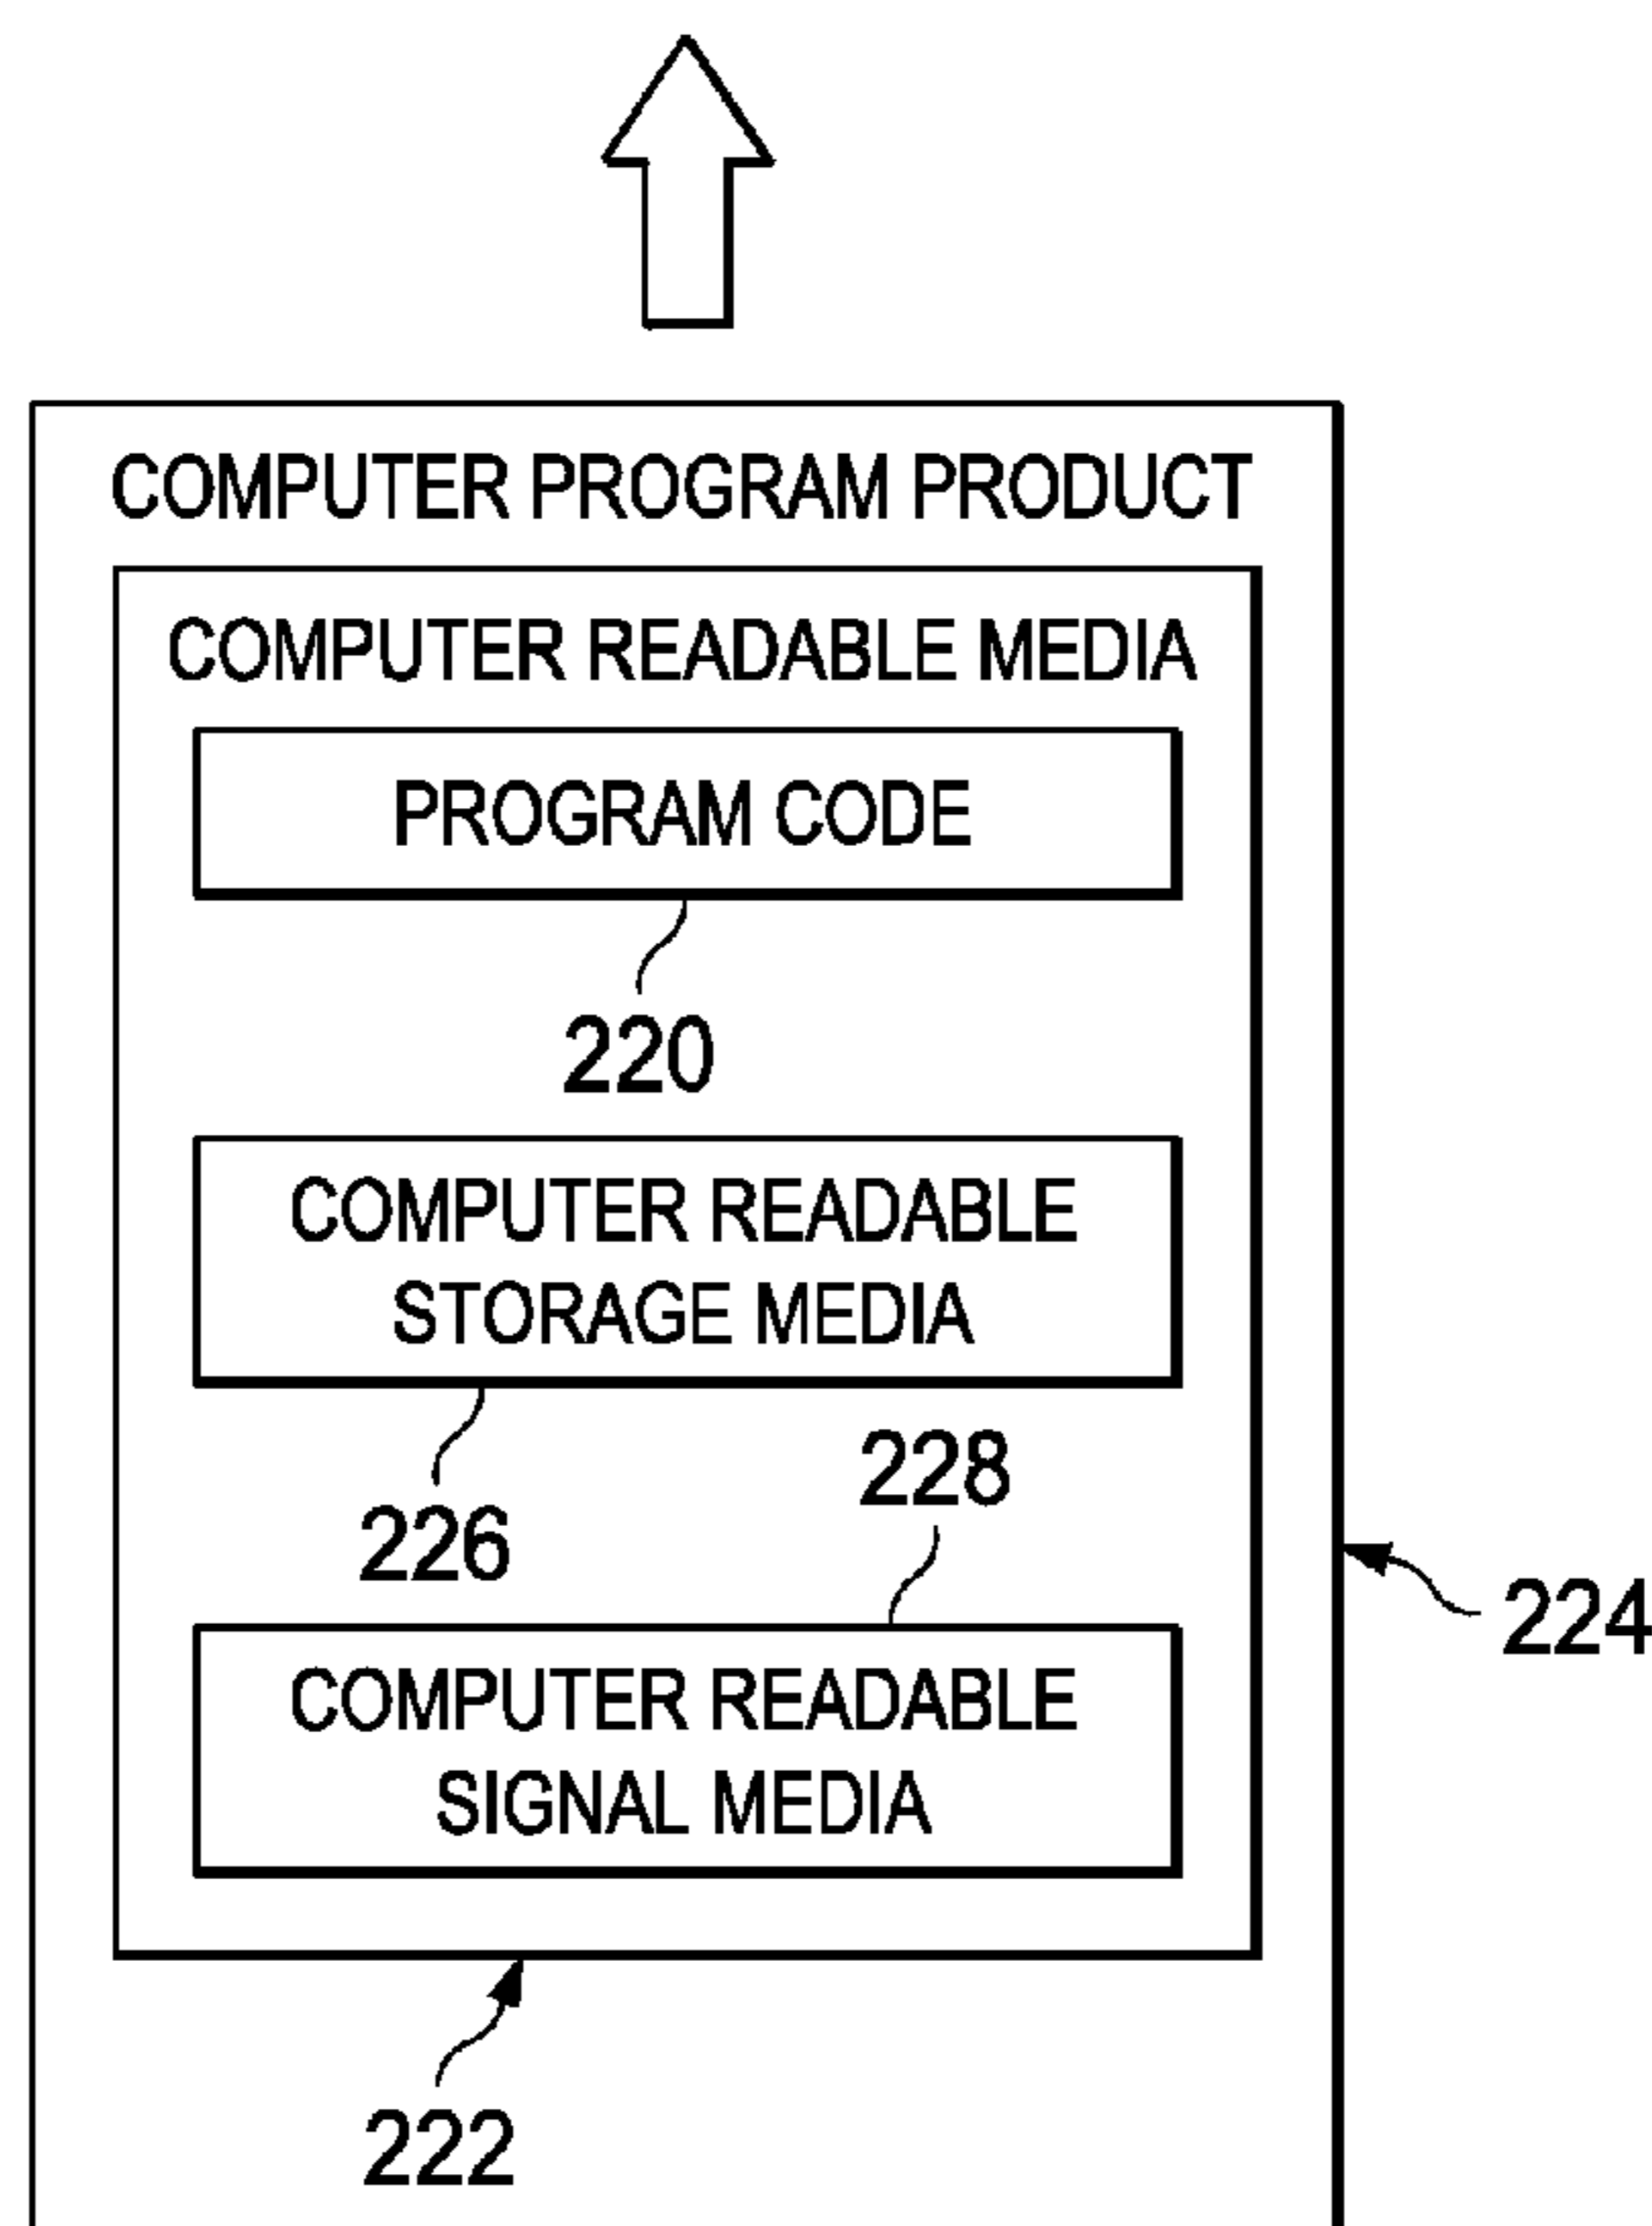 COMPUTER PROGRAM PRODUCT
COMPUTER READABLE MEDIA
PROGRAM CODE
220
COMPUTER READABLE
STORAGE MEDIA
228
226
224
COMPUTER READABLE
SIGNAL MEDIA
222